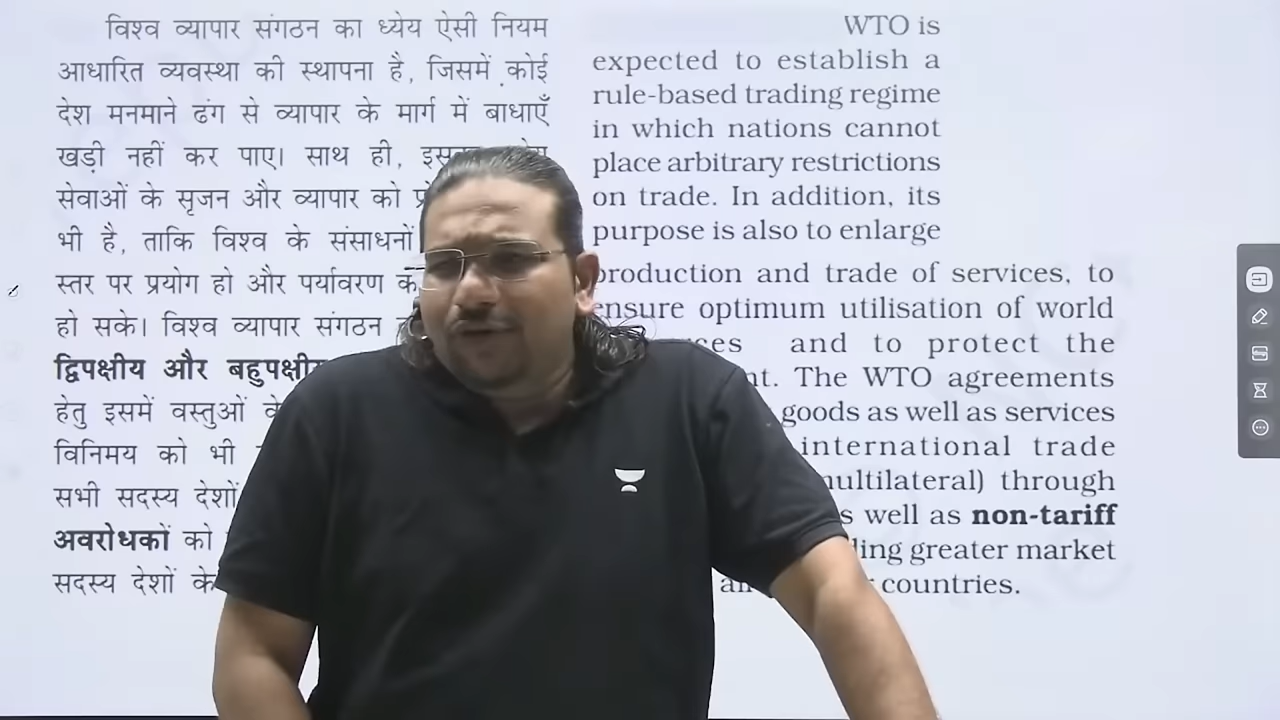 विश्व व्यापार संगठन का ध्येय ऐसी नियम
आधारित व्यवस्था की स्थापना है, जिसमें कोई
देश मनमाने ढंग से व्यापार के मार्ग में बाधाएँ
खड़ी नहीं कर पाए। साथ ही,
सेवाओं के सृजन और व्यापार को
भी है, ताकि विश्व के संसाधनों
स्तर पर प्रयोग हो और पर्यावरण
हो सके। विश्व व्यापार संगठन
द्विपक्षीय और बहुपक्षीय
हेतु इसमें वस्तुओं के
विनिमय को भी
सभी सदस्य देशों
अवरोधकों को
सदस्य देशों के
WTO is
expected to establish a
rule-based trading regime
in which nations cannot
place arbitrary restrictions
on trade. In addition, its
purpose is also to enlarge
production and trade of services, to
ensure optimum utilisation of world
and to protect the
The WTO agreements
goods as well as services
international trade
multilateral) through
as well as non-tariff
greater market
countries.